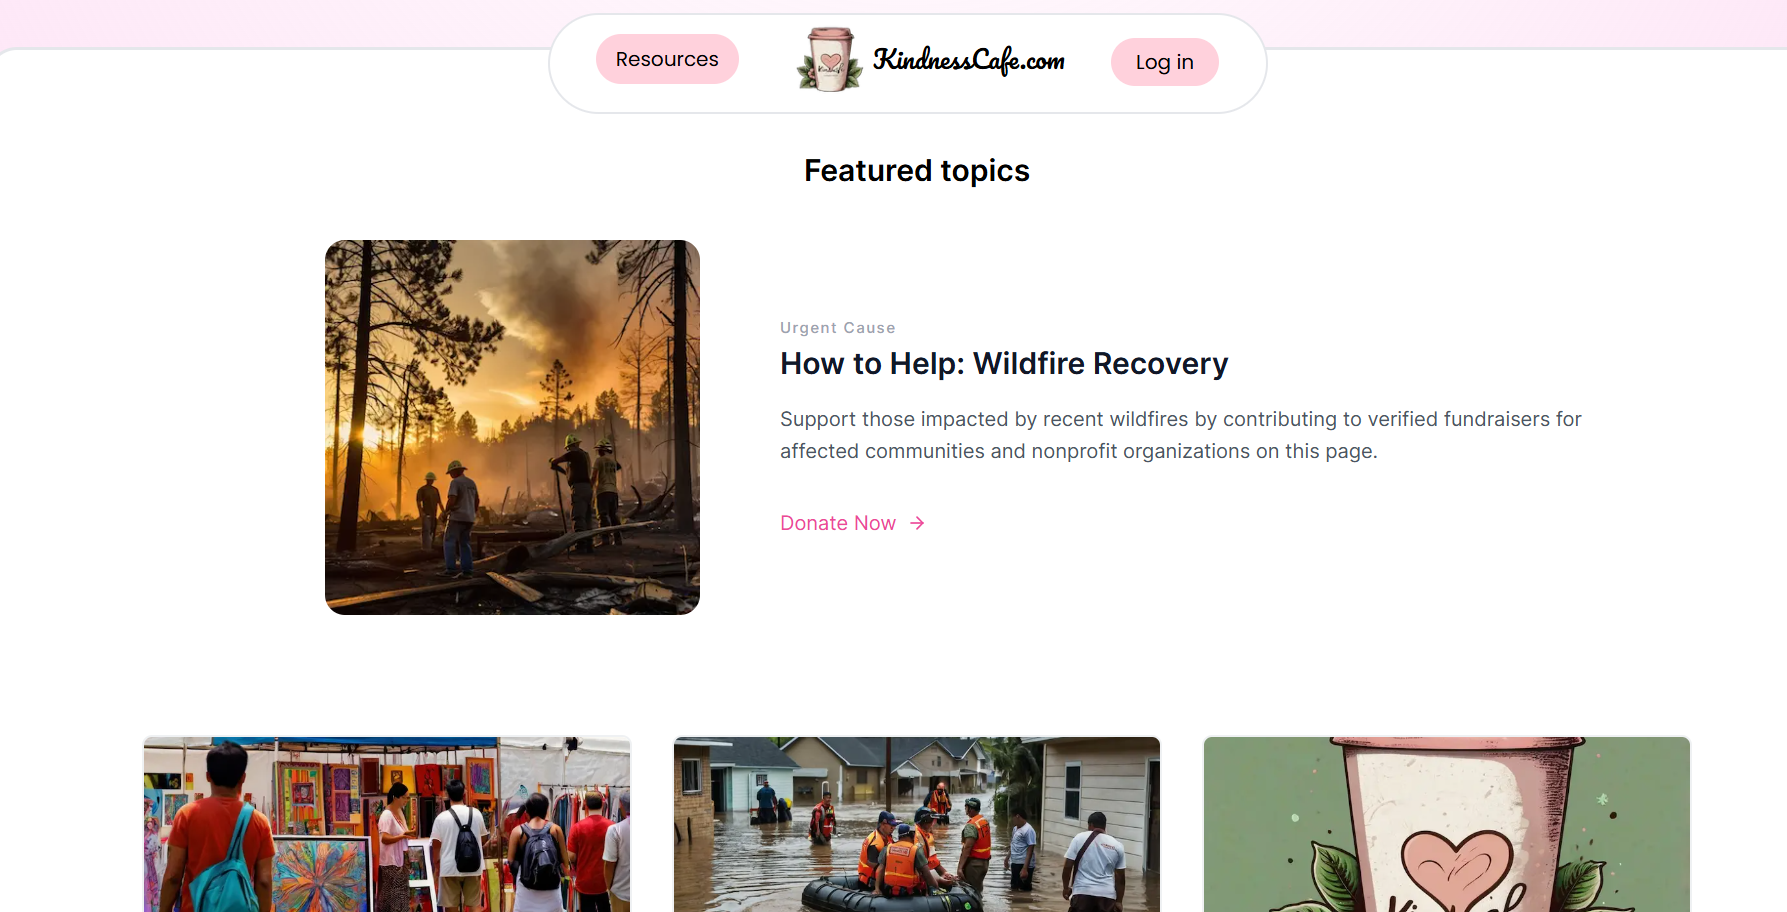 Resources
KindnessCafe.com
Log in
Featured topics
Urgent Cause
How to Help: Wildfire Recovery
Support those impacted by recent wildfires by contributing to verified fundraisers for
affected communities and nonprofit organizations on this page.
Donate Now